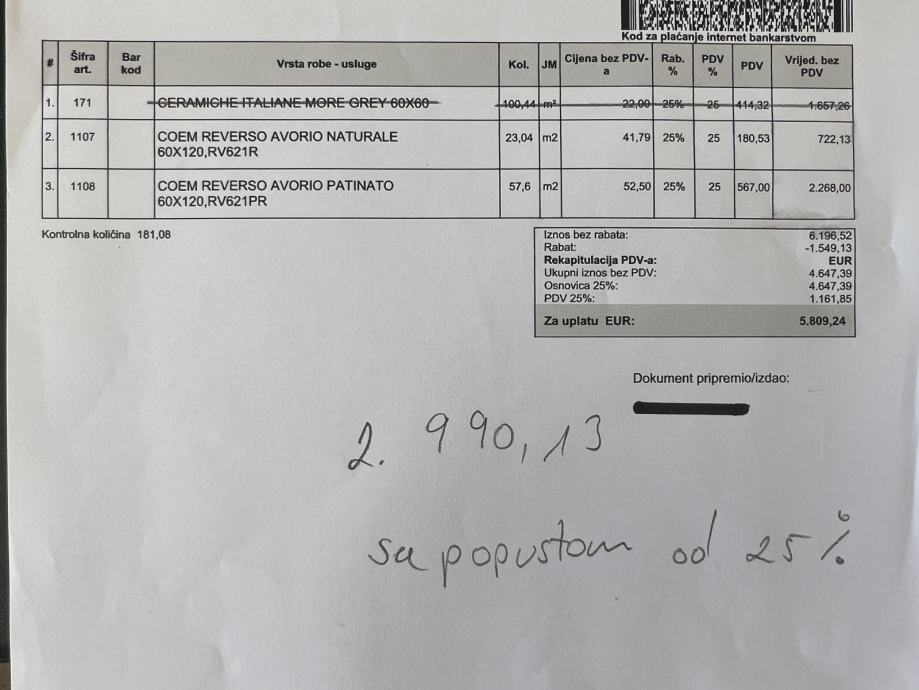 Kod za plaćanje internet bankarstvom
# Šifra art. Bar kod Vrsta robe - usluge Kol. JM Cijena bez PDV-a Rab. % PDV % PDV Vrijed. bez PDV
1. 171 CERAMICHE ITALIANE MORE GREY 60X60 100,44 m² 22,00 25% 25 414,32 1.657,26
2. 1107 COEM REVERSO AVORIO NATURALE 23,04 m2 41,79 25% 25 180,53 722,13
60X120,RV621R
3. 1108 COEM REVERSO AVORIO PATINATO 57,6 m2 52,50 25% 25 567,00 2.268,00
60X120,RV621PR
Kontrolna količina 181,08
Iznos bez rabata: 6.196,52
Rabat: -1.549,13
Rekapitulacija PDV-a: EUR
Ukupni iznos bez PDV: 4.647,39
Osnovica 25%: 4.647,39
PDV 25%: 1.161,85
Za uplatu EUR: 5.809,24
Dokument pripremio/izdao:
2.990,13
sa popustom od 25%